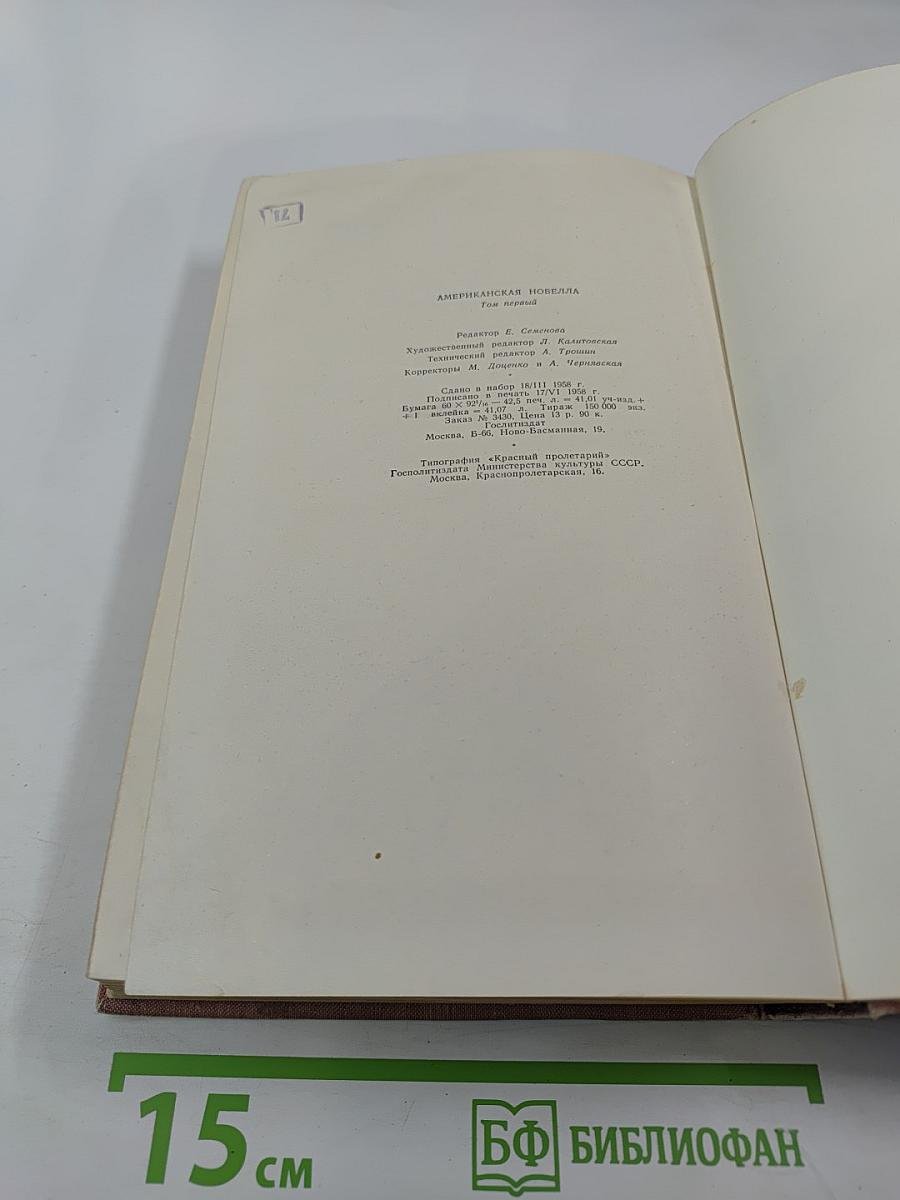 12
АМЕРИКАНСКАЯ НОВЕЛЛА
Том первый
Редактор Е. Семенова
Художественный редактор Л. Калитовская
Технический редактор А. Трошин
Корректоры М. Доценко и А. Чернявская
Сдано в набор 18/III 1958 г.
Подписано в печать 17/VI 1958 г.
Бумага 60 × 92¹/₁₆ — 42,5 печ. л. = 41,01 уч-изд. +
+ 1 вклейка = 41,07 л. Тираж 150 000 экз.
Заказ № 3430. Цена 13 р. 90 к.
Гослитиздат
Москва, Б-66, Ново-Басманная, 19.
Типография «Красный пролетарий»
Госполитиздата Министерства культуры СССР.
Москва, Краснопролетарская, 16.
15 см
БФ БИБЛИОФАН